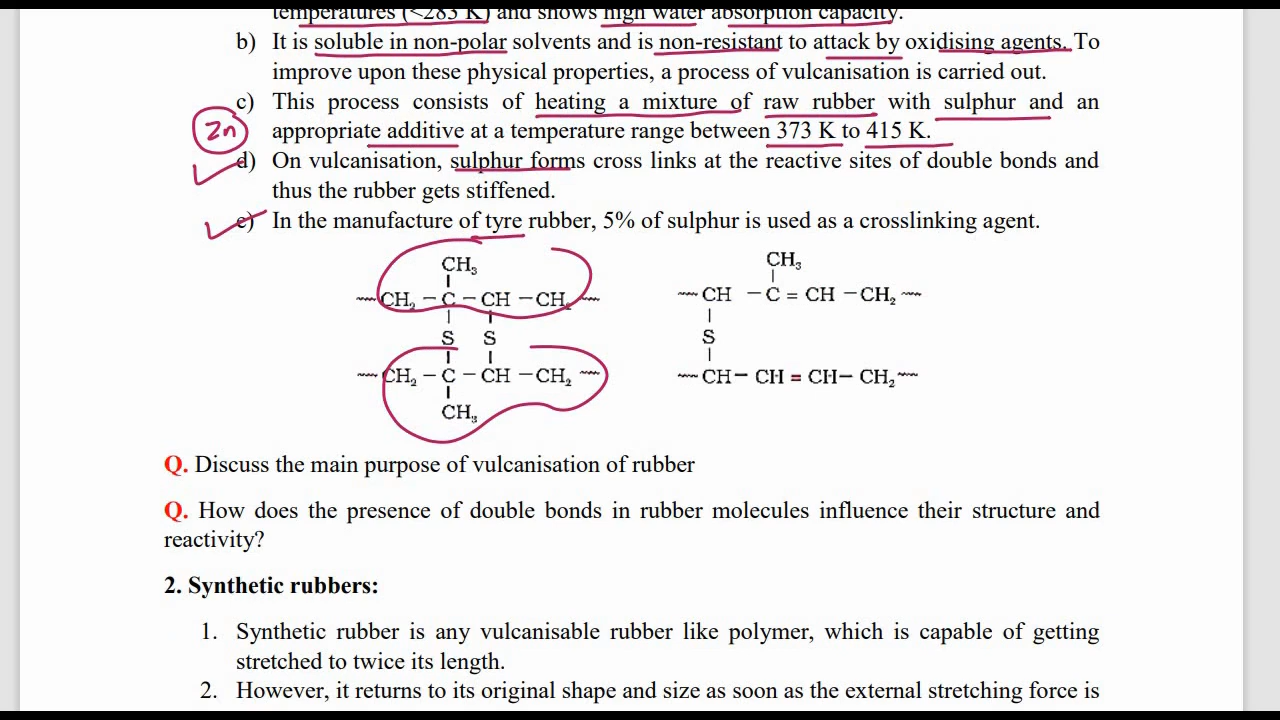 temperatures (<283 K) and shows high water absorption capacity.
b) It is soluble in non-polar solvents and is non-resistant to attack by oxidising agents. To
improve upon these physical properties, a process of vulcanisation is carried out.
c) This process consists of heating a mixture of raw rubber with sulphur and an
Zn appropriate additive at a temperature range between 373 K to 415 K.
d) On vulcanisation, sulphur forms cross links at the reactive sites of double bonds and
thus the rubber gets stiffened.
e) In the manufacture of tyre rubber, 5% of sulphur is used as a crosslinking agent.
CH₃ CH₃
CH₂ – C – CH – CH₂ CH – C = CH – CH₂
S S S
CH₂ – C – CH – CH₂ CH – CH = CH – CH₂
CH₃
Q. Discuss the main purpose of vulcanisation of rubber
Q. How does the presence of double bonds in rubber molecules influence their structure and
reactivity?
2. Synthetic rubbers:
1. Synthetic rubber is any vulcanisable rubber like polymer, which is capable of getting
stretched to twice its length.
2. However, it returns to its original shape and size as soon as the external stretching force is